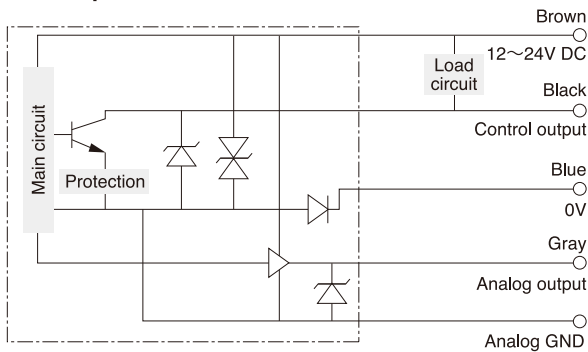 Brown
12～24V DC
Load
circuit
Black
Control output
Main circuit
Protection
Blue
0V
Gray
Analog output
Analog GND